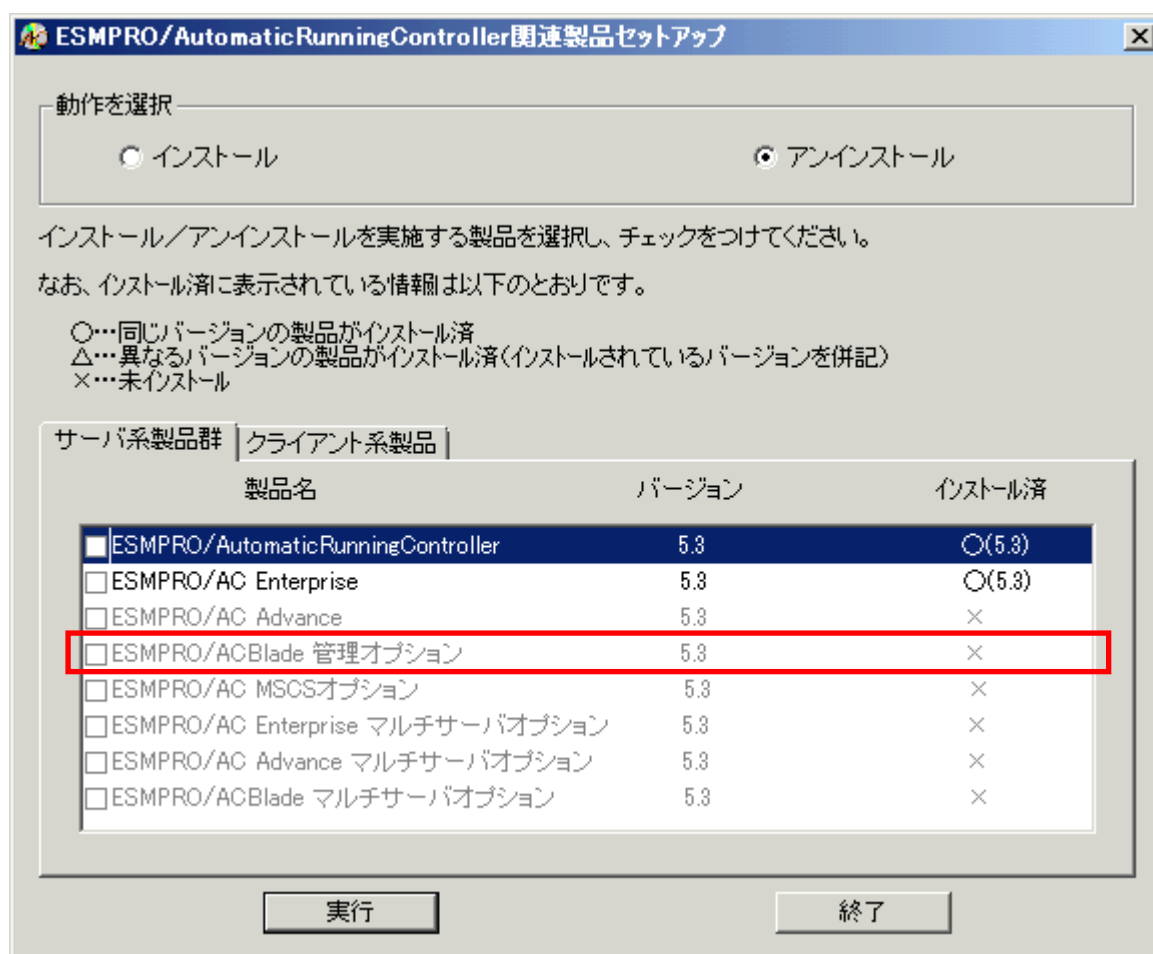 ESMPRO/AutomaticRunningController関連製品セットアップ
動作を選択
インストール アンインストール
インストール／アンインストールを実施する製品を選択し、チェックをつけてください。
なお、インストール済に表示されている情報は以下のとおりです。
○…同じバージョンの製品がインストール済
△…異なるバージョンの製品がインストール済(インストールされているバージョンを併記)
×…未インストール
サーバ系製品群 クライアント系製品
製品名 バージョン インストール済
ESMPRO/AutomaticRunningController 5.3 ○(5.3)
ESMPRO/AC Enterprise 5.3 ○(5.3)
ESMPRO/AC Advance 5.3 ×
ESMPRO/ACBlade 管理オプション 5.3 ×
ESMPRO/AC MSCSオプション 5.3 ×
ESMPRO/AC Enterprise マルチサーバオプション 5.3 ×
ESMPRO/AC Advance マルチサーバオプション 5.3 ×
ESMPRO/ACBlade マルチサーバオプション 5.3 ×
実行 終了